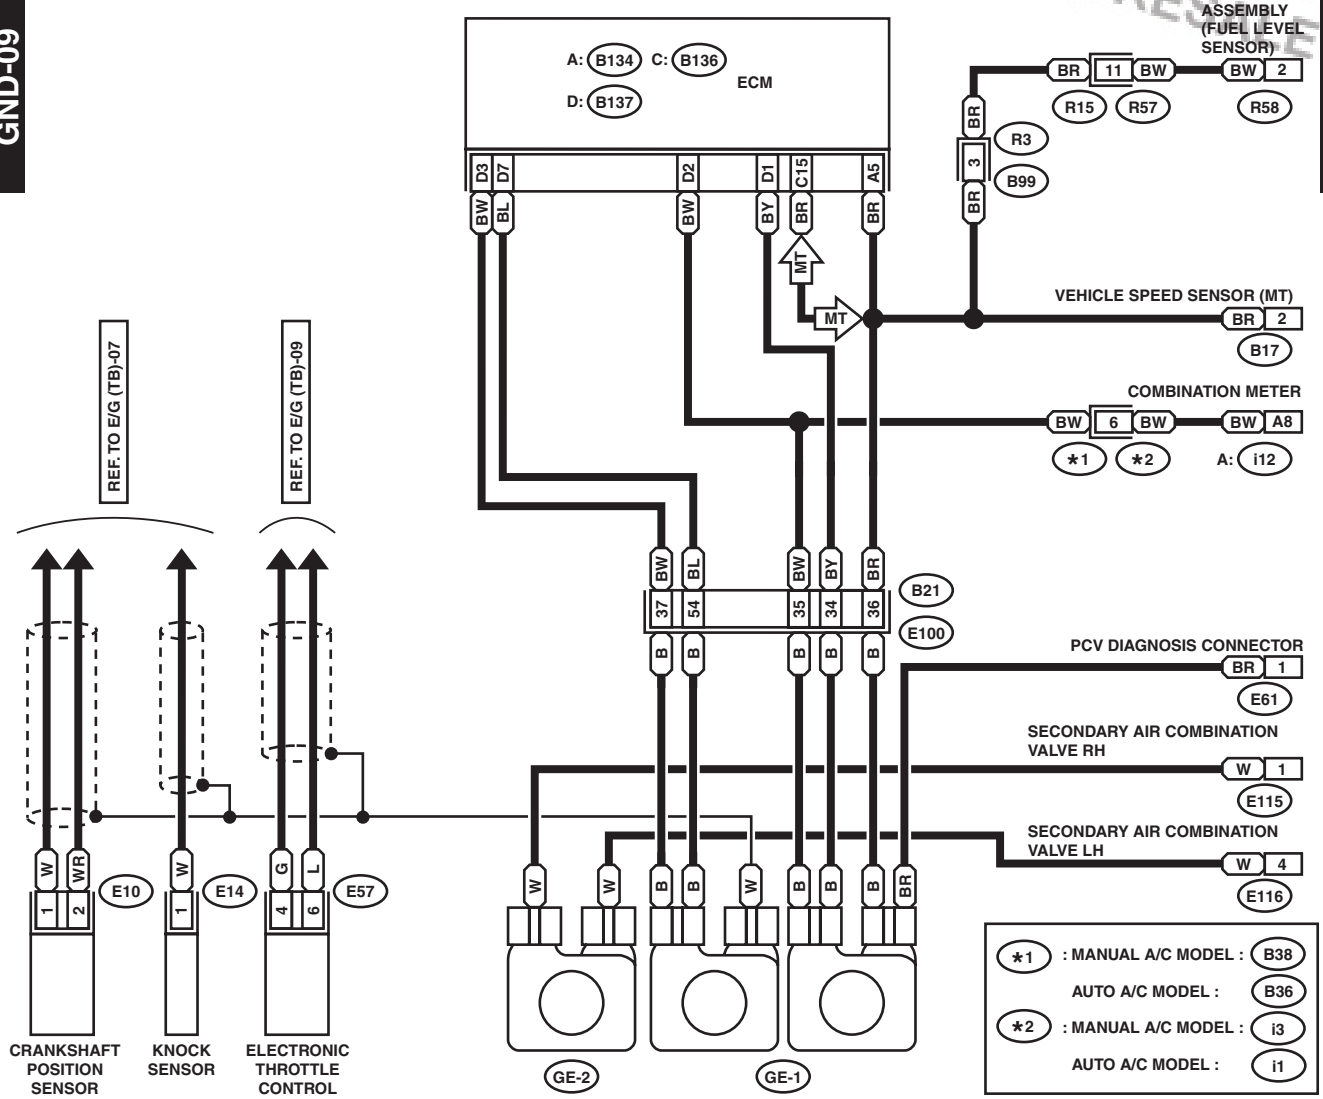 GND-09
RESALE
ASSEMBLY
(FUEL LEVEL
SENSOR)
A: B134 C: B136
D: B137
ECM
BR 11 BW BW 2
R15 R57 R58
BR
3
BR
R3
B99
D3 D7 D2 D1 C15 A5
BW BL BW BY BR BR
MT
MT
VEHICLE SPEED SENSOR (MT)
BR 2
B17
COMBINATION METER
BW 6 BW BW A8
*1 *2 A: i12
REF. TO E/G (TB)-07
REF. TO E/G (TB)-09
BW BL BW BY BR
37 54 35 34 36
B B B B B
B21
E100
PCV DIAGNOSIS CONNECTOR
BR 1
E61
SECONDARY AIR COMBINATION
VALVE RH
W 1
E115
SECONDARY AIR COMBINATION
VALVE LH
W 4
E116
W WR W G L
1 2 1 4 6
E10 E14 E57
W W B B W B B B BR
CRANKSHAFT
POSITION
SENSOR
KNOCK
SENSOR
ELECTRONIC
THROTTLE
CONTROL
GE-2 GE-1
*1 : MANUAL A/C MODEL : B38
AUTO A/C MODEL : B36
*2 : MANUAL A/C MODEL : i3
AUTO A/C MODEL : i1